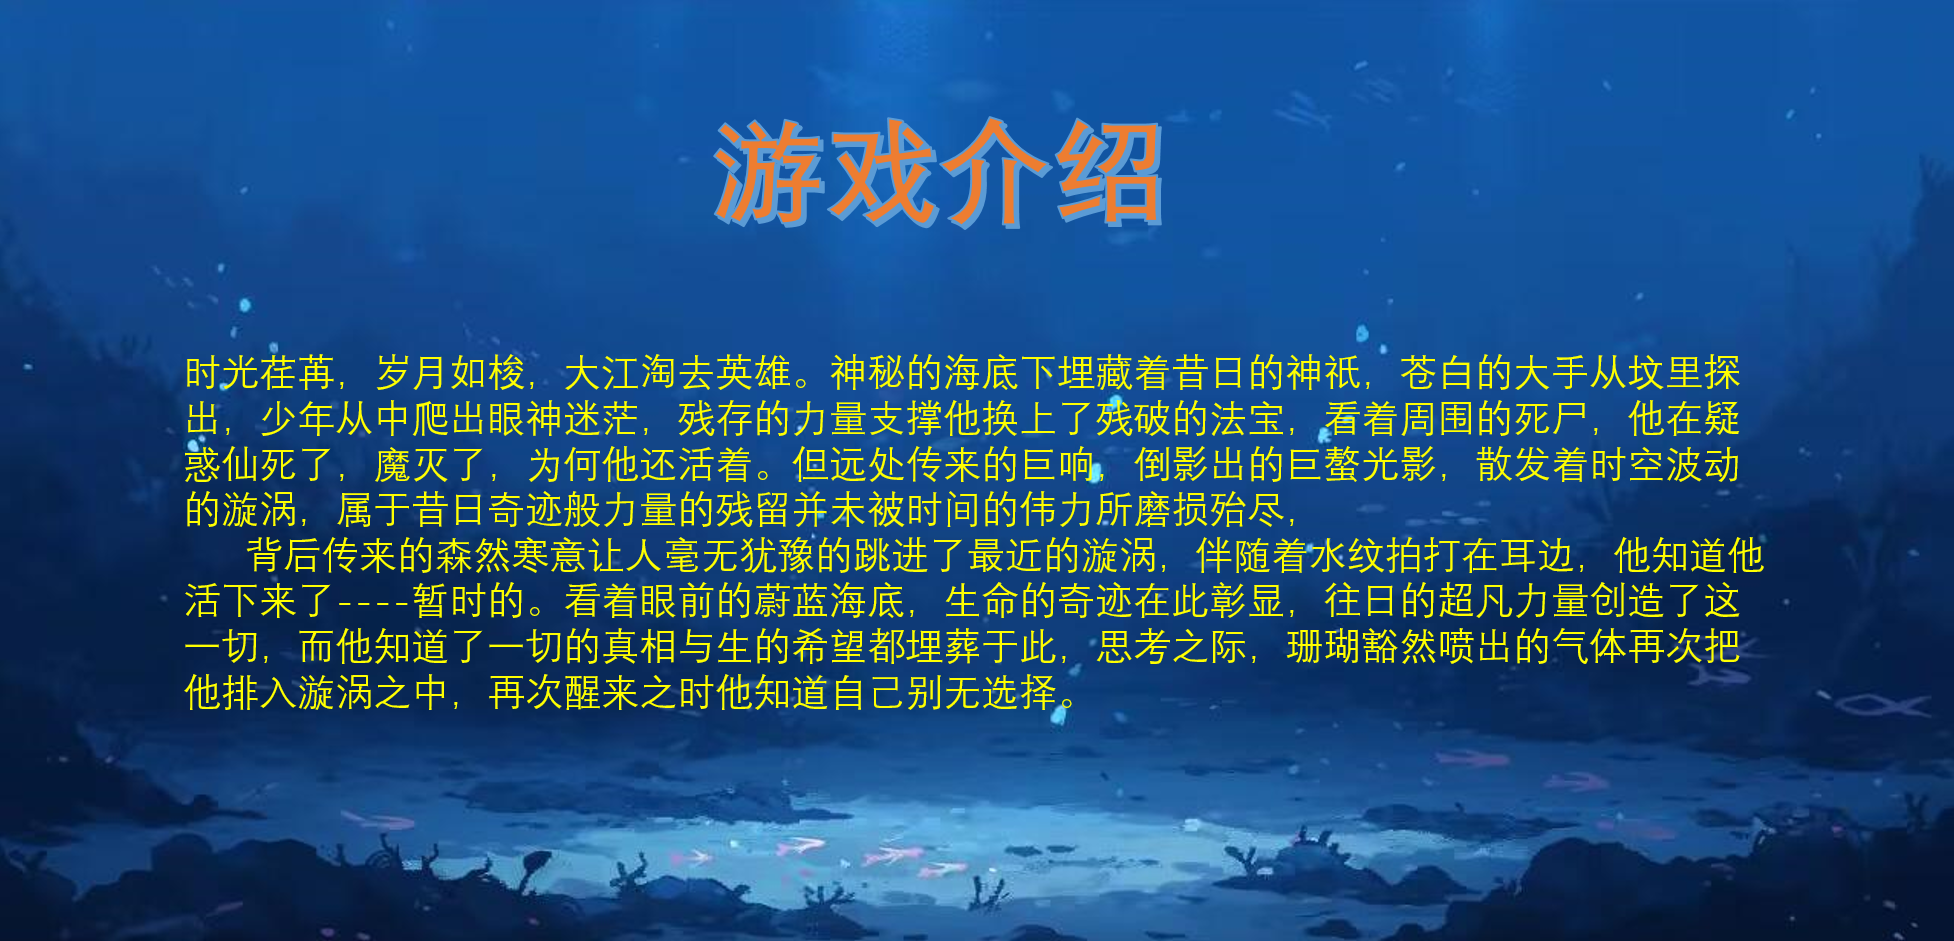 游戏介绍
时光荏苒，岁月如梭，大江淘去英雄。神秘的海底下埋藏着昔日的神祇，苍白的大手从坟里探
出，少年从中爬出眼神迷茫，残存的力量支撑他换上了残破的法宝，看着周围的死尸，他在疑
惑仙死了，魔灭了，为何他还活着。但远处传来的巨响，倒影出的巨螯光影，散发着时空波动
的漩涡，属于昔日奇迹般力量的残留并未被时间的伟力所磨损殆尽，
背后传来的森然寒意让人毫无犹豫的跳进了最近的漩涡，伴随着水纹拍打在耳边，他知道他
活下来了----暂时的。看着眼前的蔚蓝海底，生命的奇迹在此彰显，往日的超凡力量创造了这
一切，而他知道了一切的真相与生的希望都埋葬于此，思考之际，珊瑚豁然喷出的气体再次把
他排入漩涡之中，再次醒来之时他知道自己别无选择。